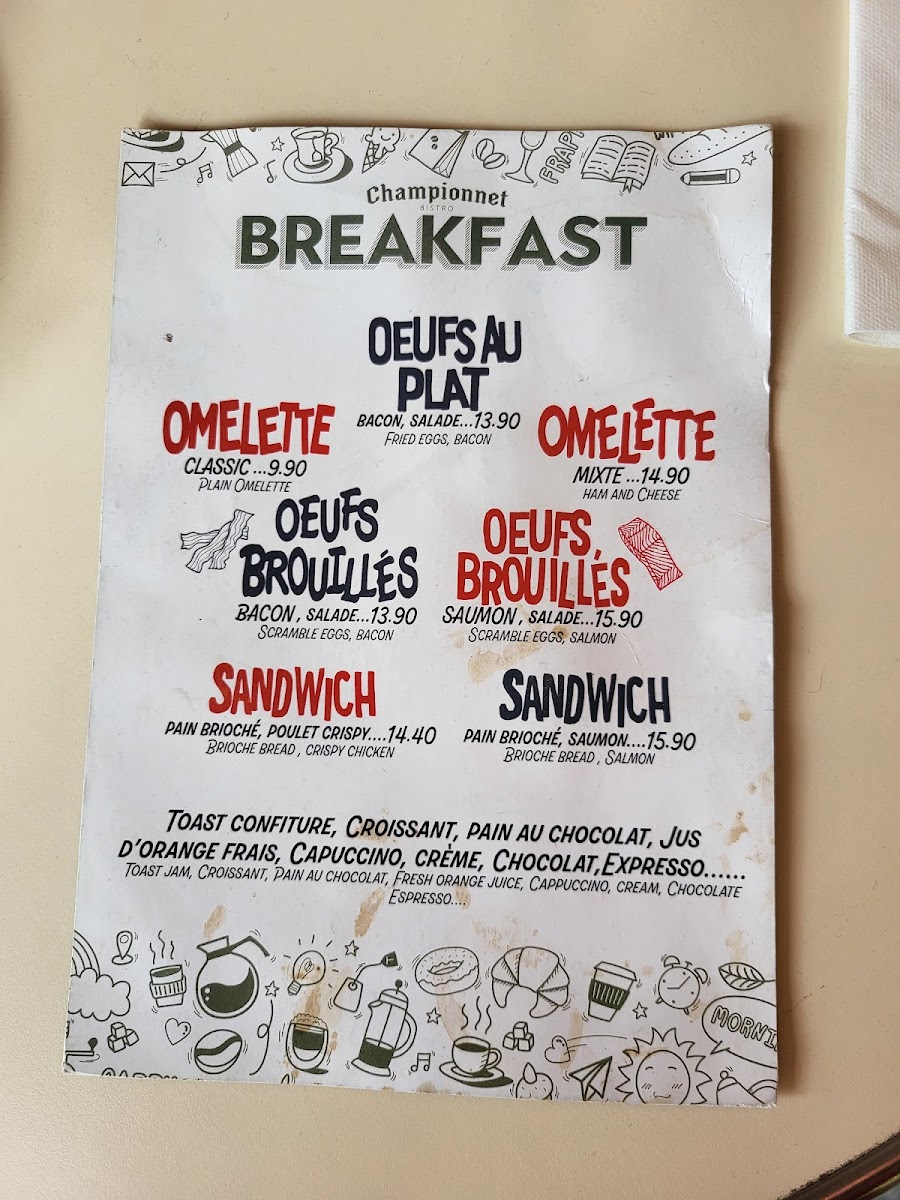 FRAP
Championnet
BISTRO
BREAKFAST
OEUFS AU
PLAT
BACON, SALADE...13.90
FRIED EGGS, BACON
OMELETTE
CLASSIC ...9.90
PLAIN OMELETTE
OMELETTE
MIXTE ...14.90
HAM AND CHEESE
OEUFS
BROUILLÉS
BACON , SALADE...13.90
SCRAMBLE EGGS, BACON
OEUFS
BROUILLÉS
SAUMON , SALADE...15.90
SCRAMBLE EGGS, SALMON
SANDWICH
PAIN BRIOCHÉ, POULET CRISPY....14.40
BRIOCHE BREAD , CRISPY CHICKEN
SANDWICH
PAIN BRIOCHÉ, SAUMON....15.90
BRIOCHE BREAD , SALMON
TOAST CONFITURE, CROISSANT, PAIN AU CHOCOLAT, JUS
D'ORANGE FRAIS, CAPUCCINO, CRÈME, CHOCOLAT,EXPRESSO......
TOAST JAM, CROISSANT, PAIN AU CHOCOLAT, FRESH ORANGE JUICE, CAPPUCCINO, CREAM, CHOCOLATE
ESPRESSO....
MORNI